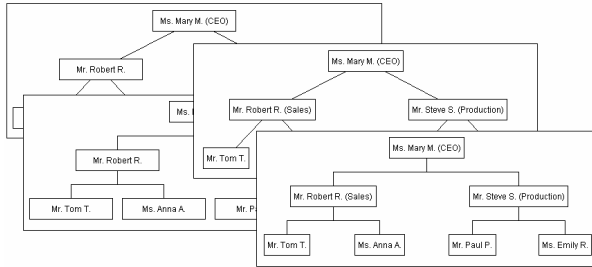 Ms. Mary M. (CEO)
Mr. Robert R.
Ms.
Mr. Robert R.
Mr. Tom T.
Ms. Anna A.
Mr.
Ms. Mary M. (CEO)
Mr. Robert R. (Sales)
Mr. Steve S. (Production)
Mr. Tom T.
Ms. Mary M. (CEO)
Mr. Robert R. (Sales)
Mr. Steve S. (Production)
Mr. Tom T.
Ms. Anna A.
Mr. Paul P.
Ms. Emily R.